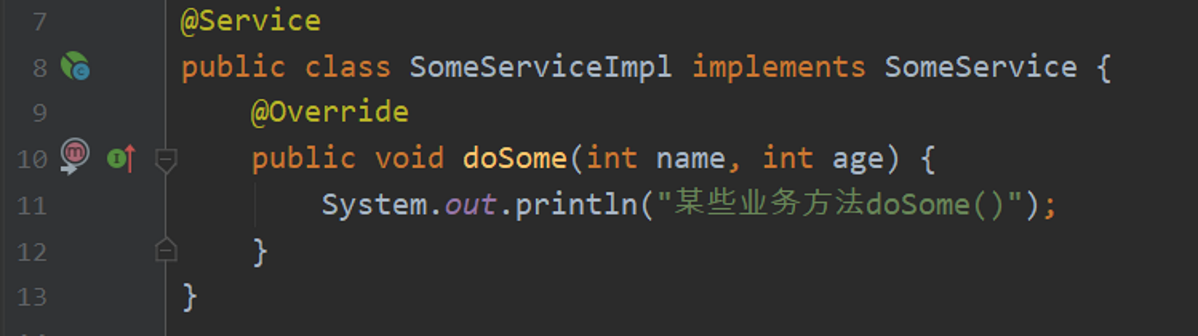 7 @Service
8 public class SomeServiceImpl implements SomeService {
9 @Override
10 public void doSome(int name, int age) {
11 System.out.println("某些业务方法doSome()");
12 }
13 }